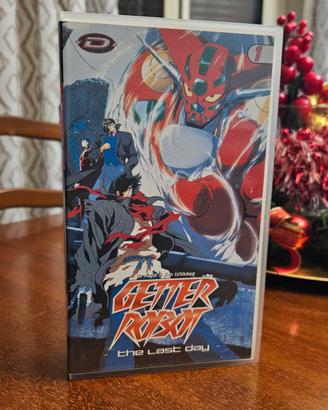 D
1
GETTER
ROBOT
the Last day